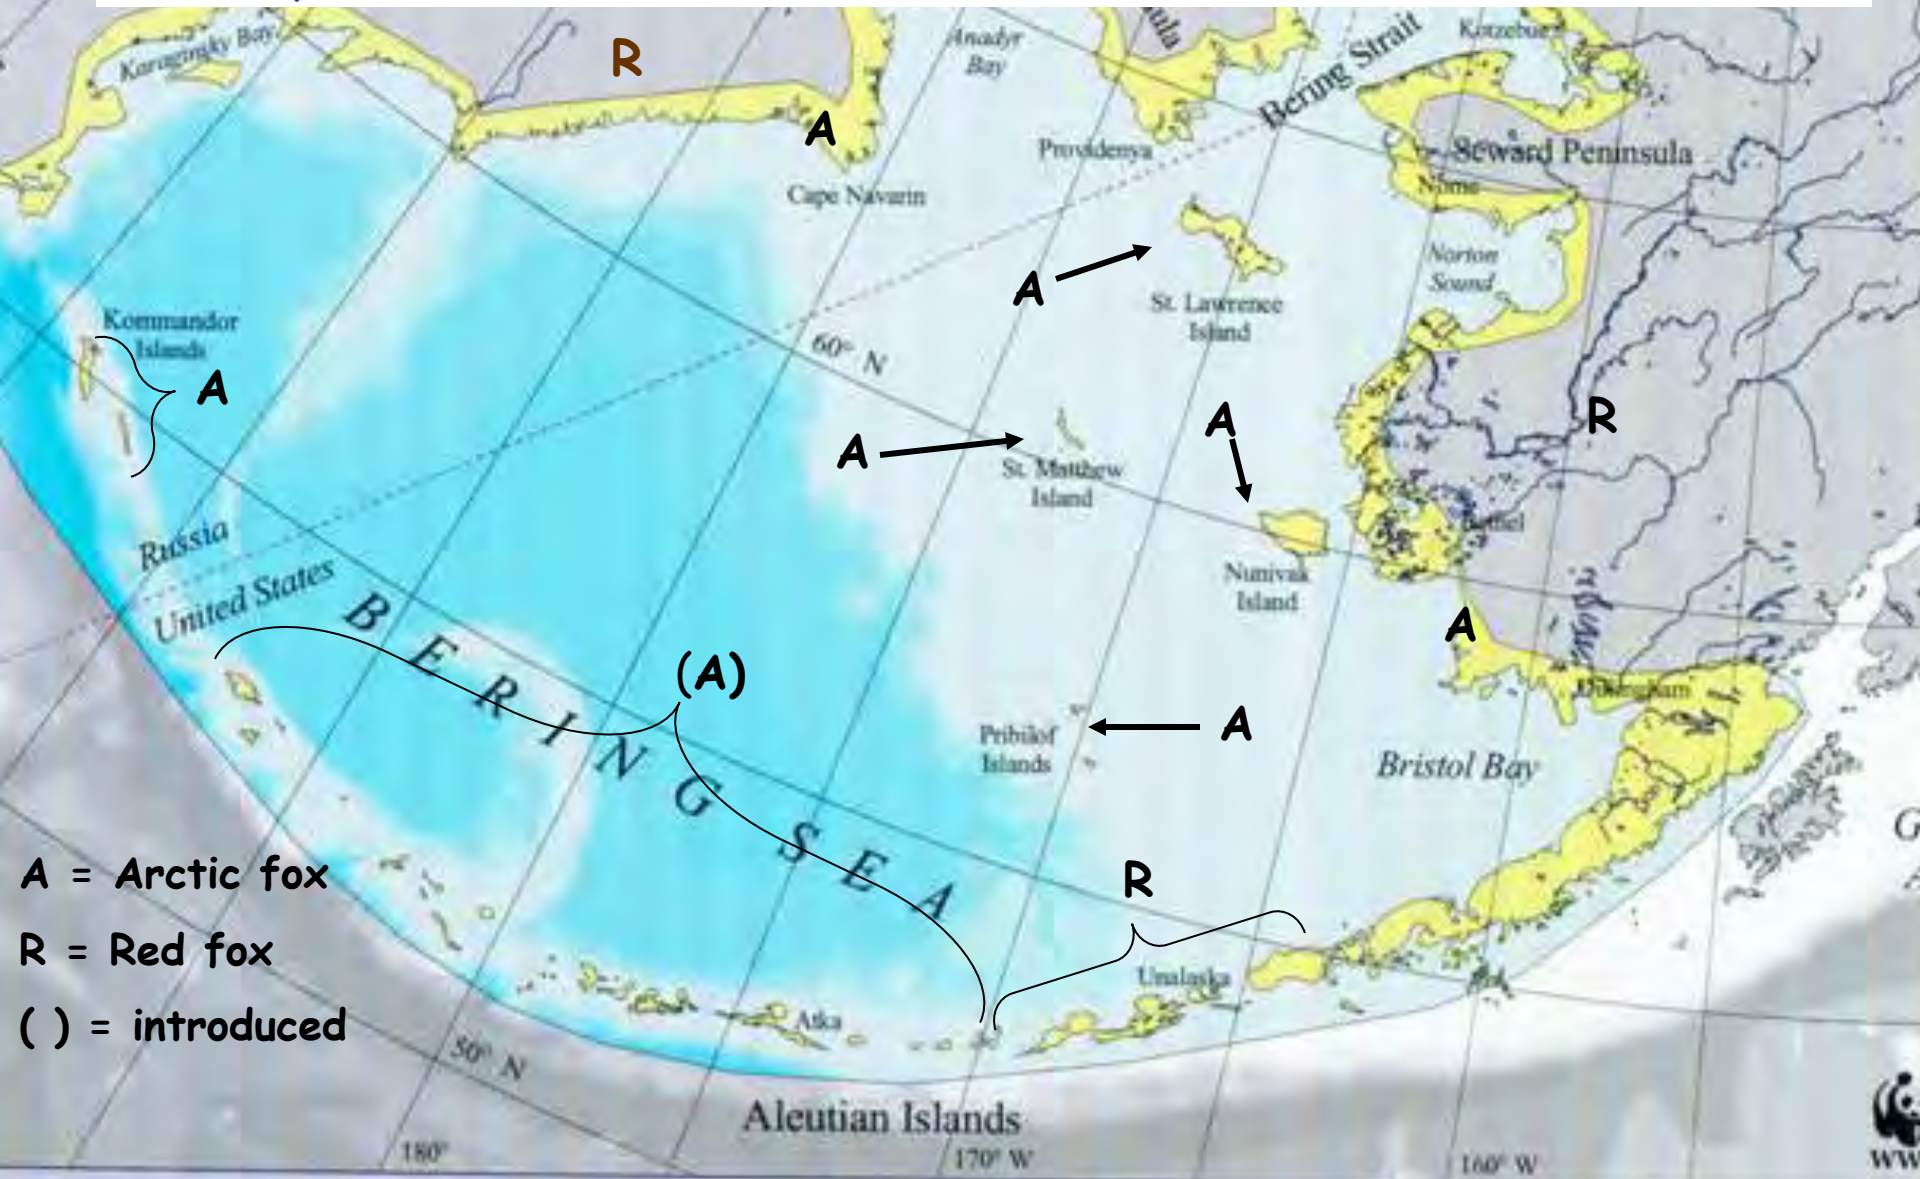 Karaginsky Bay
R
Anadyr
Bay
Bering Strait
Kotzebue
A
Providenya
Seward Peninsula
Cape Navarin
Nome
Norton
Sound
A
St. Lawrence
Island
Kommandor
Islands
A
60° N
A
A
St. Matthew
Island
R
Bethel
Russia
United States
Nunivak
Island
A
BERING SEA
(A)
Dillingham
Pribilof
Islands
A
Bristol Bay
G
A = Arctic fox
R
R = Red fox
Unalaska
( ) = introduced
Atka
50° N
Aleutian Islands
180°
170° W
160° W